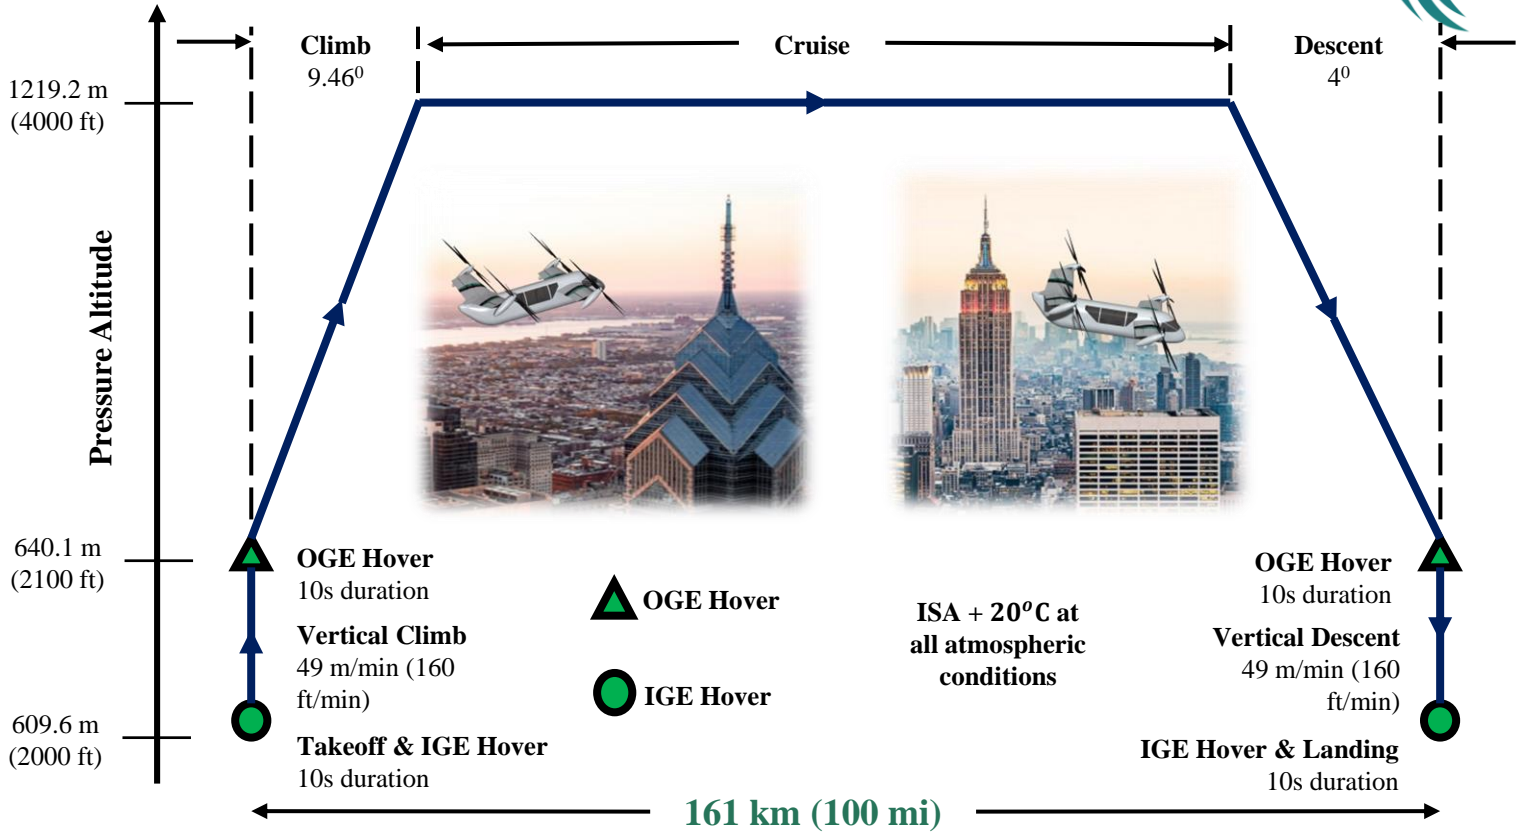 Climb
9.46⁰
Cruise
Descent
4⁰
1219.2 m
(4000 ft)
Pressure Altitude
640.1 m
(2100 ft)
OGE Hover
10s duration
Vertical Climb
49 m/min (160
ft/min)
609.6 m
(2000 ft)
Takeoff & IGE Hover
10s duration
OGE Hover
IGE Hover
ISA + 20°C at
all atmospheric
conditions
OGE Hover
10s duration
Vertical Descent
49 m/min (160
ft/min)
IGE Hover & Landing
10s duration
161 km (100 mi)